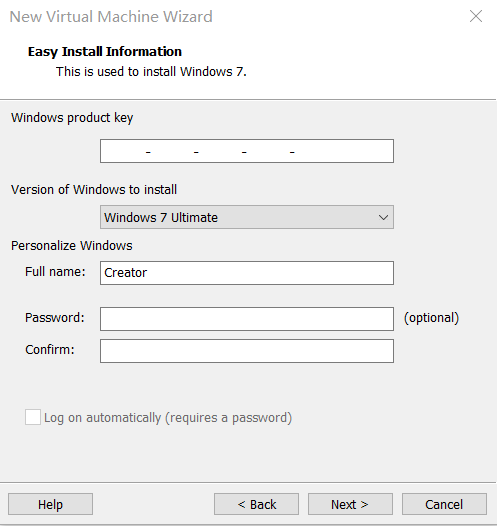 New Virtual Machine Wizard
Easy Install Information
This is used to install Windows 7.
Windows product key
- - - -
Version of Windows to install
Windows 7 Ultimate
Personalize Windows
Full name: Creator
Password: (optional)
Confirm:
Log on automatically (requires a password)
Help < Back Next > Cancel